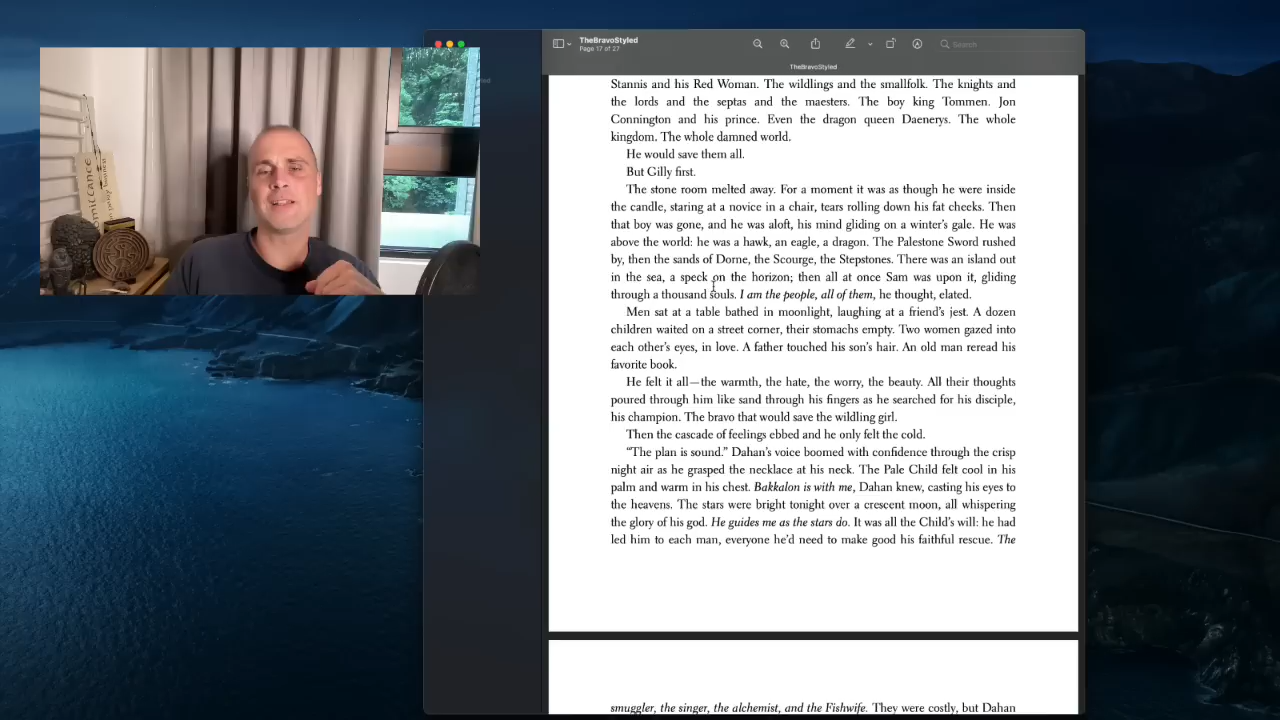 TheBravoStyled
Page 17 of 27
Search
TheBravoStyled
Stannis and his Red Woman. The wildlings and the smallfolk. The knights and
the lords and the septas and the maesters. The boy king Tommen. Jon
Connington and his prince. Even the dragon queen Daenerys. The whole
kingdom. The whole damned world.
He would save them all.
But Gilly first.
The stone room melted away. For a moment it was as though he were inside
the candle, staring at a novice in a chair, tears rolling down his fat cheeks. Then
that boy was gone, and he was aloft, his mind gliding on a winter's gale. He was
above the world: he was a hawk, an eagle, a dragon. The Palestone Sword rushed
by, then the sands of Dorne, the Scourge, the Stepstones. There was an island out
in the sea, a speck on the horizon; then all at once Sam was upon it, gliding
through a thousand souls. I am the people, all of them, he thought, elated.
Men sat at a table bathed in moonlight, laughing at a friend's jest. A dozen
children waited on a street corner, their stomachs empty. Two women gazed into
each other's eyes, in love. A father touched his son's hair. An old man reread his
favorite book.
He felt it all—the warmth, the hate, the worry, the beauty. All their thoughts
poured through him like sand through his fingers as he searched for his disciple,
his champion. The bravo that would save the wildling girl.
Then the cascade of feelings ebbed and he only felt the cold.
“The plan is sound.” Dahan's voice boomed with confidence through the crisp
night air as he grasped the necklace at his neck. The Pale Child felt cool in his
palm and warm in his chest. Bakkalon is with me, Dahan knew, casting his eyes to
the heavens. The stars were bright tonight over a crescent moon, all whispering
the glory of his god. He guides me as the stars do. It was all the Child's will: he had
led him to each man, everyone he'd need to make good his faithful rescue. The
smuggler, the singer, the alchemist, and the Fishwife. They were costly, but Dahan